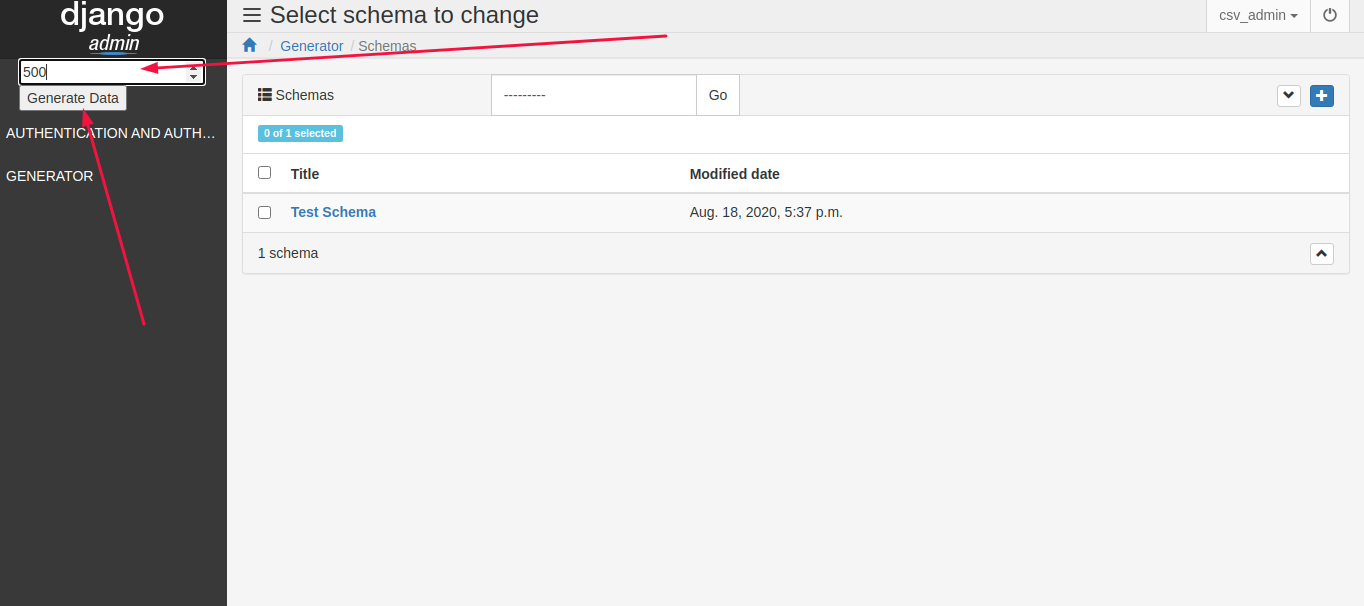 django
admin
500
Generate Data
AUTHENTICATION AND AUTH...
GENERATOR
Select schema to change
csv_admin
/ Generator / Schemas
Schemas
---------
Go
0 of 1 selected
Title Modified date
Test Schema Aug. 18, 2020, 5:37 p.m.
1 schema